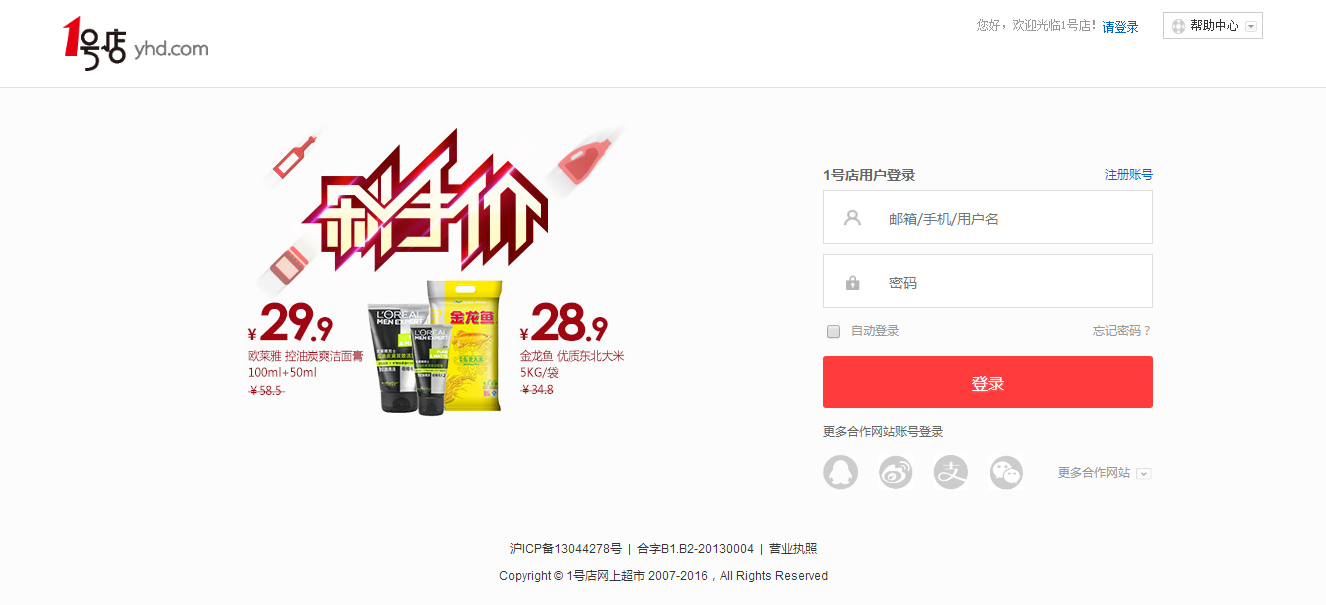 1号店 yhd.com
您好，欢迎光临1号店！ 请登录
帮助中心
剁手价
¥29.9
欧莱雅 控油炭爽洁面膏
100ml+50ml
¥58.5
L'OREAL
MEN EXPERT
L'OREAL
MEN EXPERT
金龙鱼
¥28.9
金龙鱼 优质东北大米
5KG/袋
¥34.8
1号店用户登录 注册账号
邮箱/手机/用户名
密码
自动登录 忘记密码？
登录
更多合作网站账号登录
支
更多合作网站
沪ICP备13044278号 | 合字B1.B2-20130004 | 营业执照
Copyright © 1号店网上超市 2007-2016，All Rights Reserved